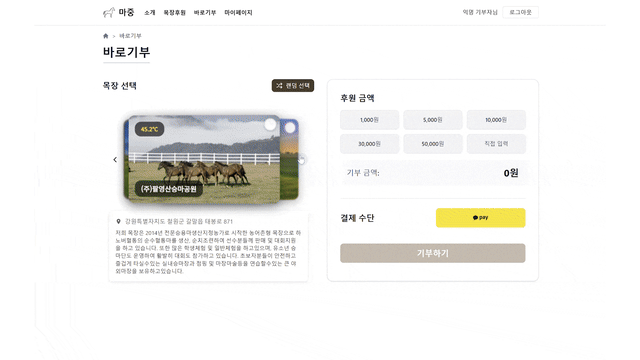 마중
소개 목장후원 바로기부 마이페이지
익명 기부자님 로그아웃
바로기부
바로기부
목장 선택
랜덤 선택
45.2℃
(주)팔영산승마공원
강원특별자치도 철원군 갈말읍 태봉로 871
저희 목장은 2014년 전문승용마생산지정농가로 시작한 농어촌형 목장으로 하
노버혈통의 순수혈통마를 생산, 순치조련하여 선수분들께 판매 및 대회지원
을 하고 있습니다. 또한 많은 학생체험 및 일반체험을 하고있으며, 유소년 승
마단도 운영하여 활발히 대회도 참가하고 있습니다. 초보자분들이 안전하고
즐겁게 타실수있는 실내승마장과 점핑 및 마장마술등을 연습할수있는 큰 야
외마장을 보유하고있습니다.
후원 금액
1,000원 5,000원 10,000원
30,000원 50,000원 직접 입력
기부 금액: 0원
결제 수단
pay
기부하기